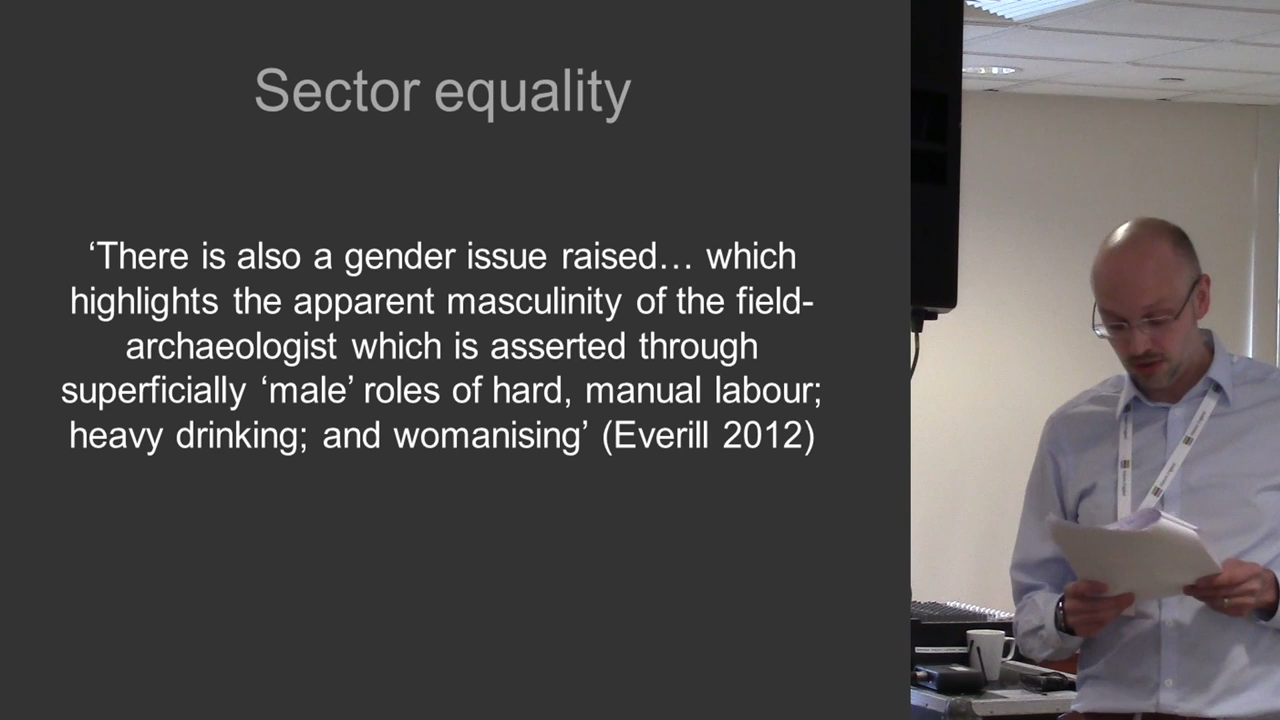 Sector equality
‘There is also a gender issue raised… which
highlights the apparent masculinity of the field-
archaeologist which is asserted through
superficially ‘male’ roles of hard, manual labour;
heavy drinking; and womanising’ (Everill 2012)